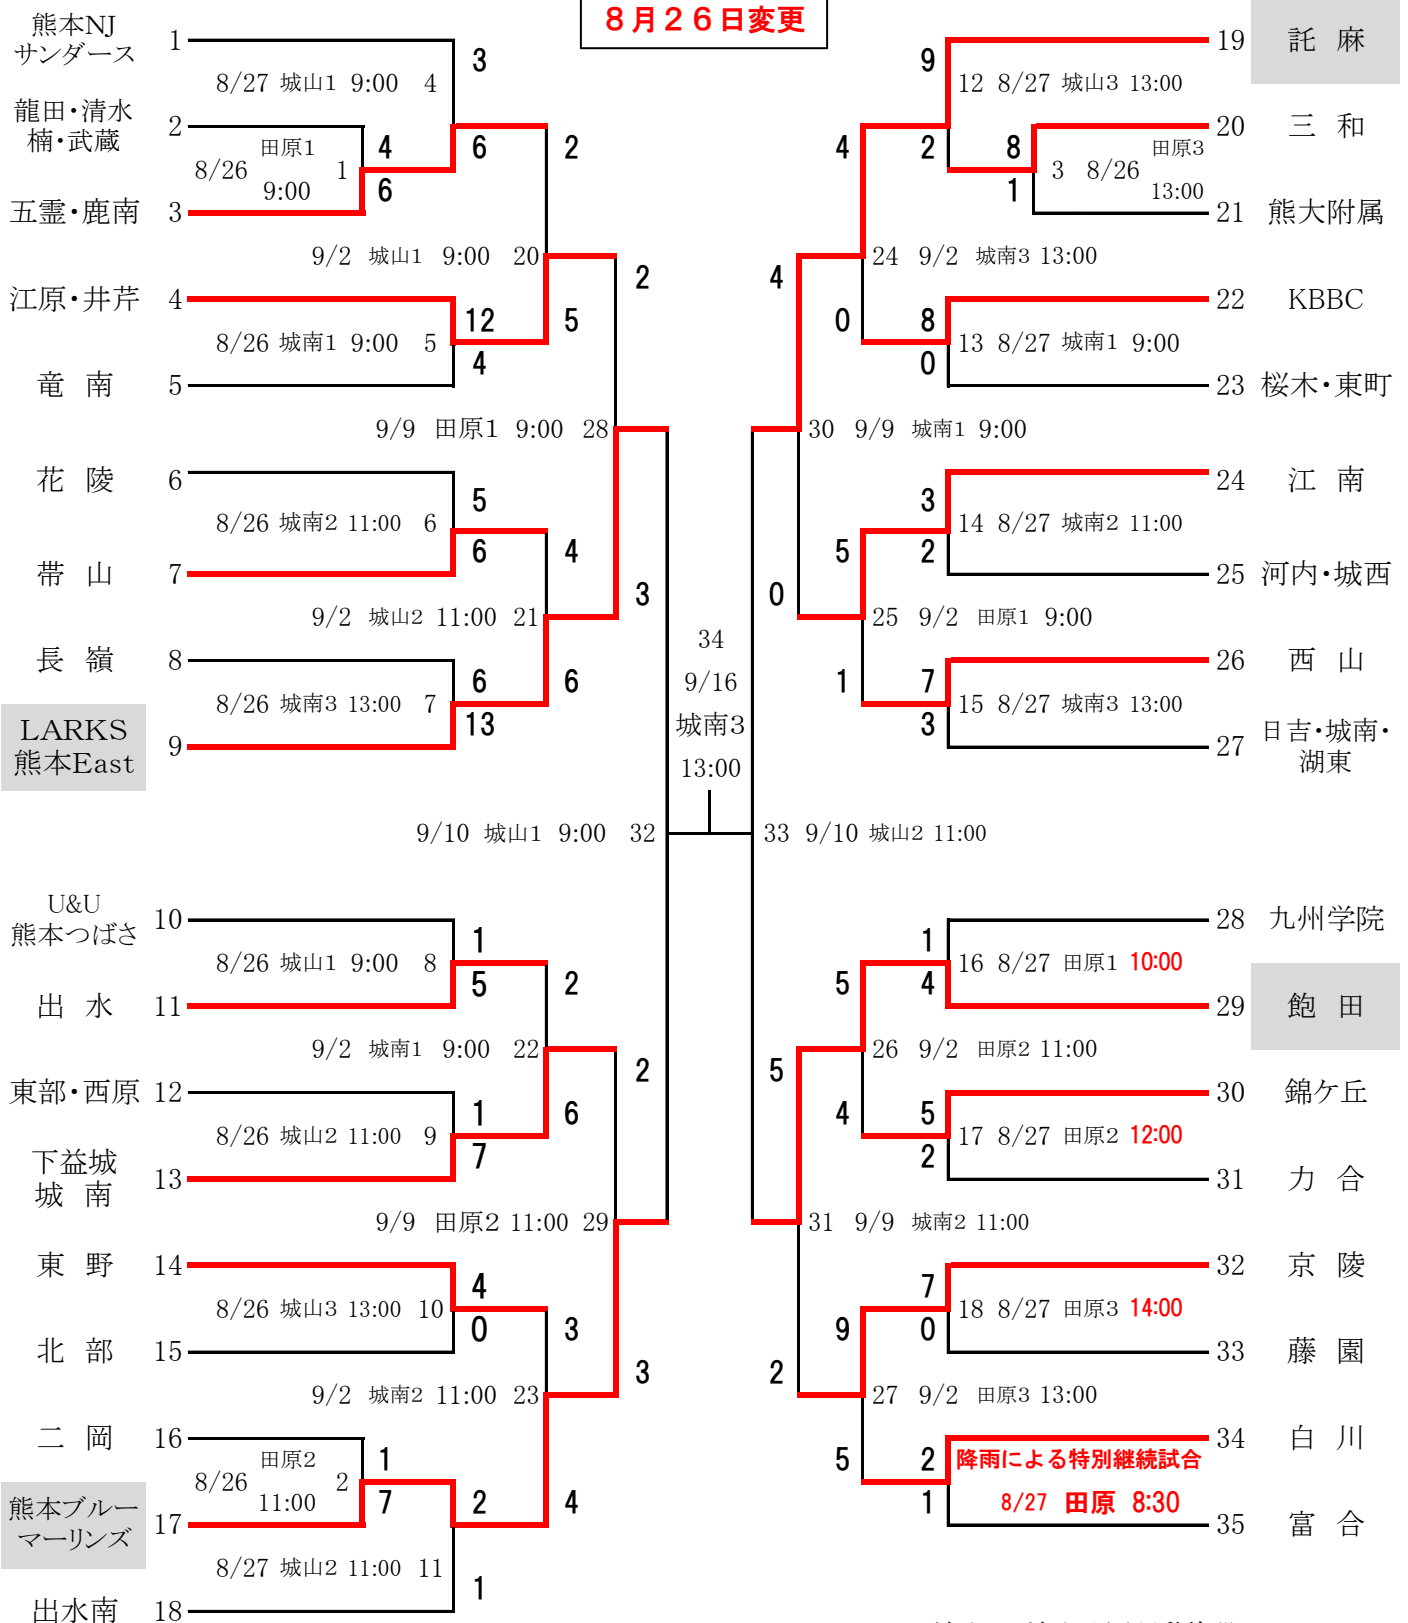 8月26日変更
熊本NJ
サンダース
1
3
8/27 城山1 9:00 4
龍田・清水
楠・武蔵
2
田原1
8/26
1
9:00
4
6
6
2
五霊・鹿南 3
9/2 城山1 9:00 20
2
江原・井芹 4
12
5
8/26 城南1 9:00 5
4
竜 南 5
9/9 田原1 9:00 28
花 陵 6
5
8/26 城南2 11:00 6
6
4
帯 山 7
3
9/2 城山2 11:00 21
長 嶺 8
6
6
8/26 城南3 13:00 7
13
LARKS
熊本East
9
9/10 城山1 9:00 32
34
9/16
城南3
13:00
U&U
熊本つばさ
10
1
8/26 城山1 9:00 8
5
2
出 水 11
9/2 城南1 9:00 22
2
東部・西原 12
1
6
8/26 城山2 11:00 9
7
下益城
城 南
13
9/9 田原2 11:00 29
東 野 14
4
8/26 城山3 13:00 10
0
3
北 部 15
3
9/2 城南2 11:00 23
二 岡 16
田原2
8/26
2
11:00
1
7
2
4
熊本ブルー
マーリンズ
17
8/27 城山2 11:00 11
1
出水南 18
9
19 託 麻
12 8/27 城山3 13:00
4
2
8
20 三 和
田原3
3 8/26
13:00
1
21 熊大附属
24 9/2 城南3 13:00
4
0
8
22 KBBC
13 8/27 城南1 9:00
0
23 桜木・東町
30 9/9 城南1 9:00
24 江 南
3
14 8/27 城南2 11:00
5
2
25 河内・城西
0
25 9/2 田原1 9:00
26 西 山
1
7
15 8/27 城南3 13:00
3
27 日吉・城南・
湖東
33 9/10 城山2 11:00
28 九州学院
1
16 8/27 田原1 10:00
5
4
29 飽 田
26 9/2 田原2 11:00
5
30 錦ケ丘
4
5
17 8/27 田原2 12:00
2
31 力 合
31 9/9 城南2 11:00
32 京 陵
7
18 8/27 田原3 14:00
9
0
33 藤 園
2
27 9/2 田原3 13:00
34 白 川
5
2
降雨による特別継続試合
8/27 田原 8:30
1
35 富 合